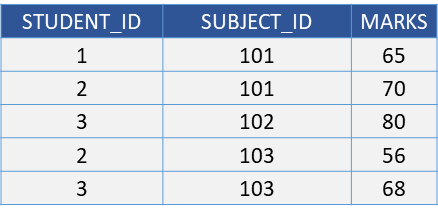 STUDENT_ID SUBJECT_ID MARKS
1 101 65
2 101 70
3 102 80
2 103 56
3 103 68